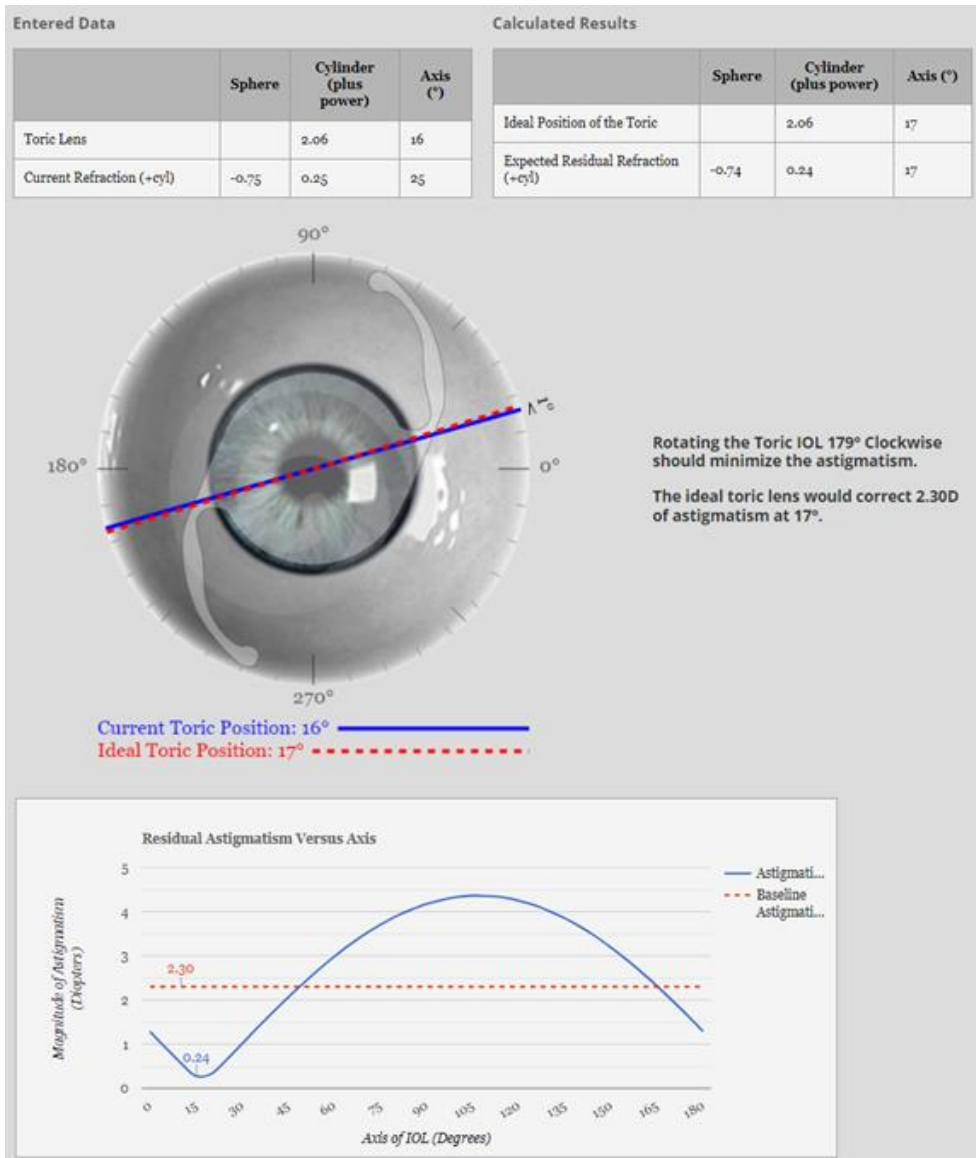 Entered Data
Sphere Cylinder (plus power) Axis (°)
Toric Lens 2.06 16
Current Refraction (+cyl) -0.75 0.25 25
Calculated Results
Sphere Cylinder (plus power) Axis (°)
Ideal Position of the Toric 2.06 17
Expected Residual Refraction (+cyl) -0.74 0.24 17
90°
180°
0°
1°
270°
Rotating the Toric IOL 179° Clockwise
should minimize the astigmatism.
The ideal toric lens would correct 2.30D
of astigmatism at 17°.
Current Toric Position: 16°
Ideal Toric Position: 17°
Residual Astigmatism Versus Axis
Magnitude of Astigmatism
(Diopters)
5
4
3
2
1
0
2.30
0.24
Astigmati...
Baseline
Astigmati...
0 15 30 45 60 75 90 105 120 135 150 165 180
Axis of IOL (Degrees)